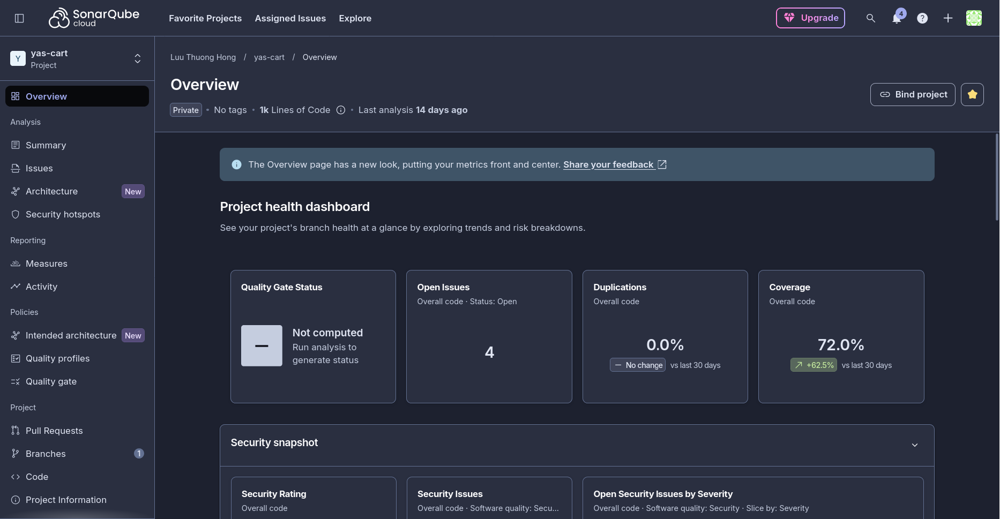 SonarQube cloud
Favorite Projects
Assigned Issues
Explore
Upgrade
4
?
Y
yas-cart
Project
Overview
Analysis
Summary
Issues
Architecture New
Security hotspots
Reporting
Measures
Activity
Policies
Intended architecture New
Quality profiles
Quality gate
Project
Pull Requests
Branches 1
Code
Project Information
Luu Thuong Hong / yas-cart / Overview
Overview
Private • No tags • 1k Lines of Code • Last analysis 14 days ago
Bind project
The Overview page has a new look, putting your metrics front and center. Share your feedback
Project health dashboard
See your project's branch health at a glance by exploring trends and risk breakdowns.
Quality Gate Status
Not computed
Run analysis to
generate status
Open Issues
Overall code · Status: Open
4
Duplications
Overall code
0.0%
No change vs last 30 days
Coverage
Overall code
72.0%
+62.5% vs last 30 days
Security snapshot
Security Rating
Overall code
Security Issues
Overall code · Software quality: Secu...
Open Security Issues by Severity
Overall code · Software quality: Security · Slice by: Severity